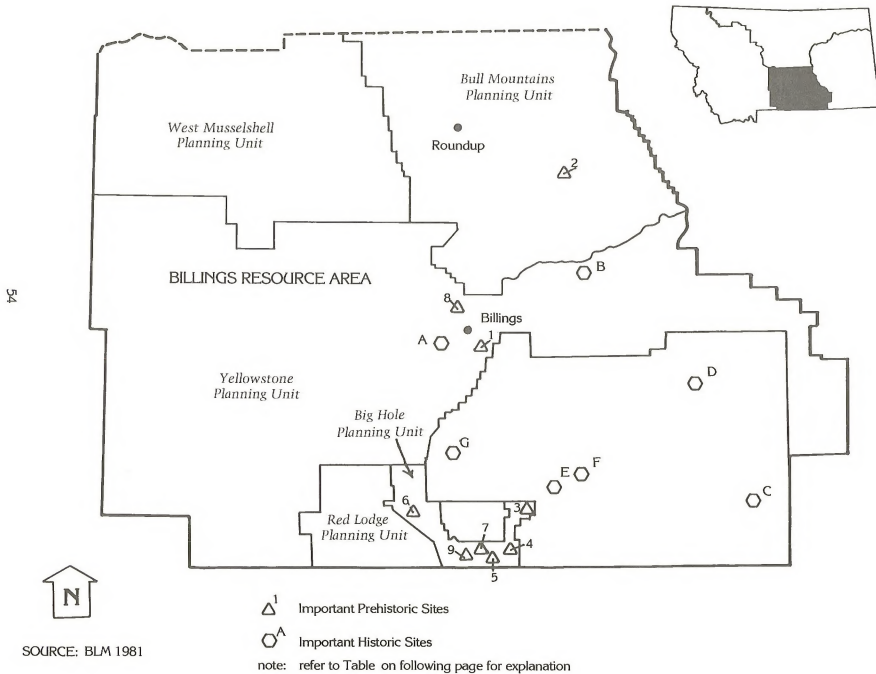 Bull Mountains
Planning Unit
West Musselshell
Planning Unit
Roundup
2
54
BILLINGS RESOURCE AREA
B
8
Billings
A
1
D
Yellowstone
Planning Unit
Big Hole
Planning Unit
G
F
E
C
6
3
Red Lodge
Planning Unit
7
4
9
5
N
1
Important Prehistoric Sites
A
Important Historic Sites
SOURCE: BLM 1981
note: refer to Table on following page for explanation